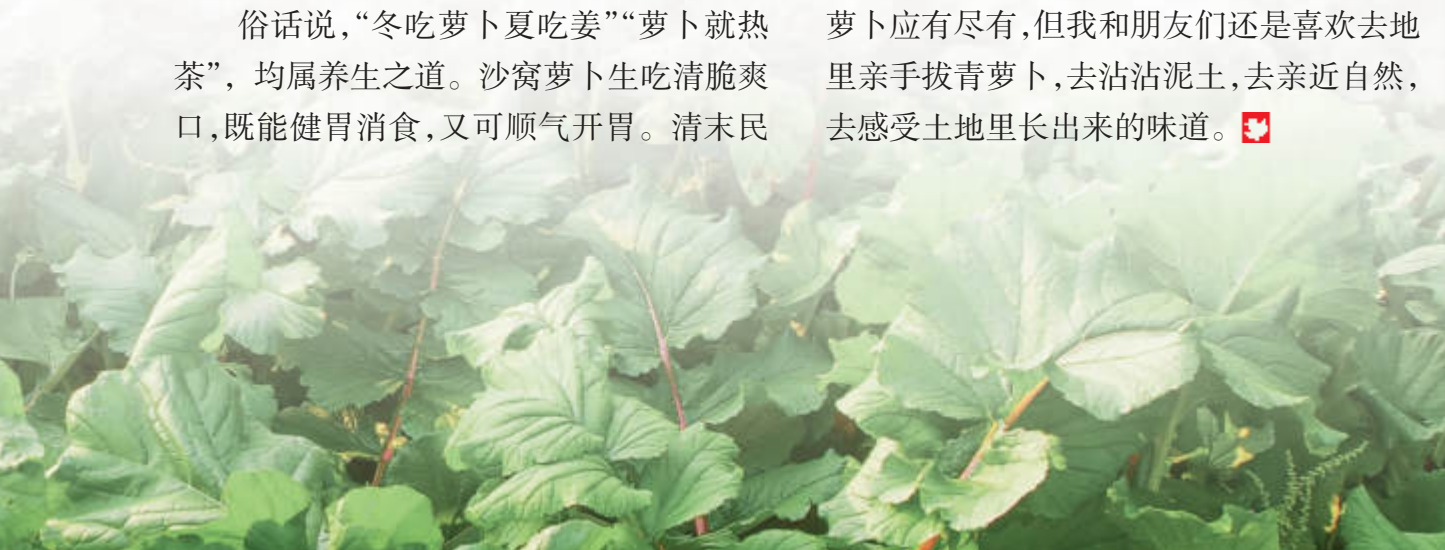 俗话说，“冬吃萝卜夏吃姜”“萝卜就热
茶”，均属养生之道。沙窝萝卜生吃清脆爽
口，既能健胃消食，又可顺气开胃。清末民
萝卜应有尽有，但我和朋友们还是喜欢去地
里亲手拔青萝卜，去沾沾泥土，去亲近自然，
去感受土地里长出来的味道。